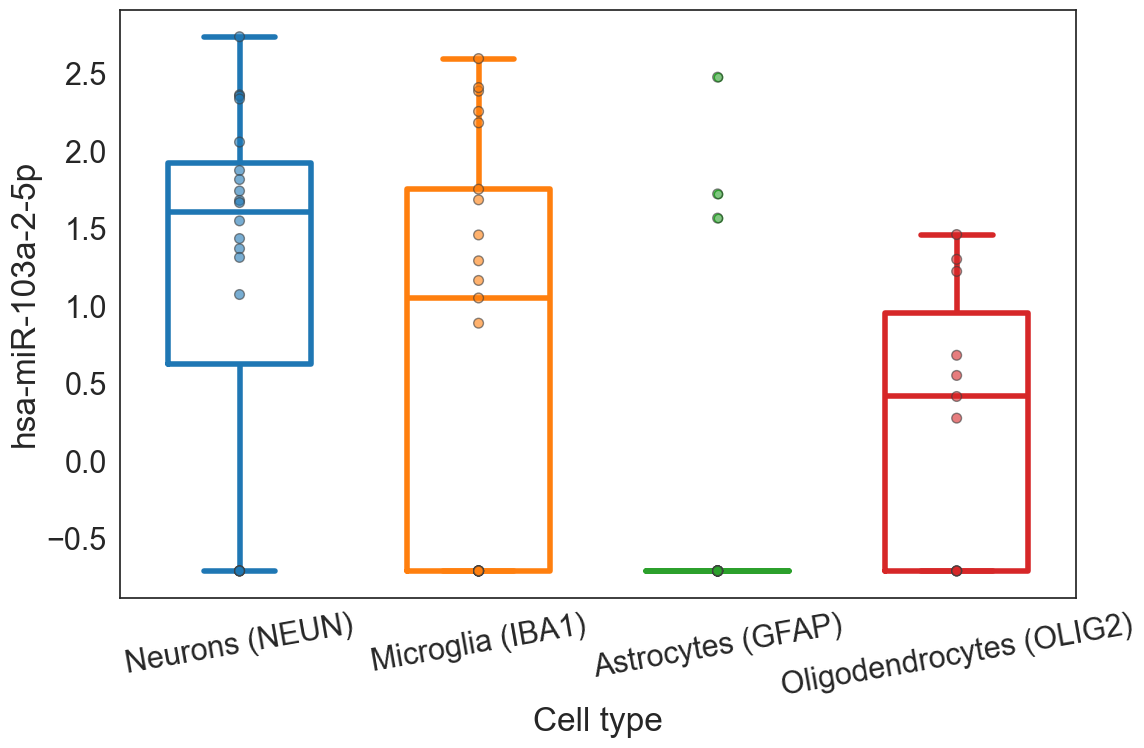 hsa-miR-103a-2-5p
2.5
2.0
1.5
1.0
0.5
0.0
−0.5
Neurons (NEUN)
Microglia (IBA1)
Astrocytes (GFAP)
Oligodendrocytes (OLIG2)
Cell type